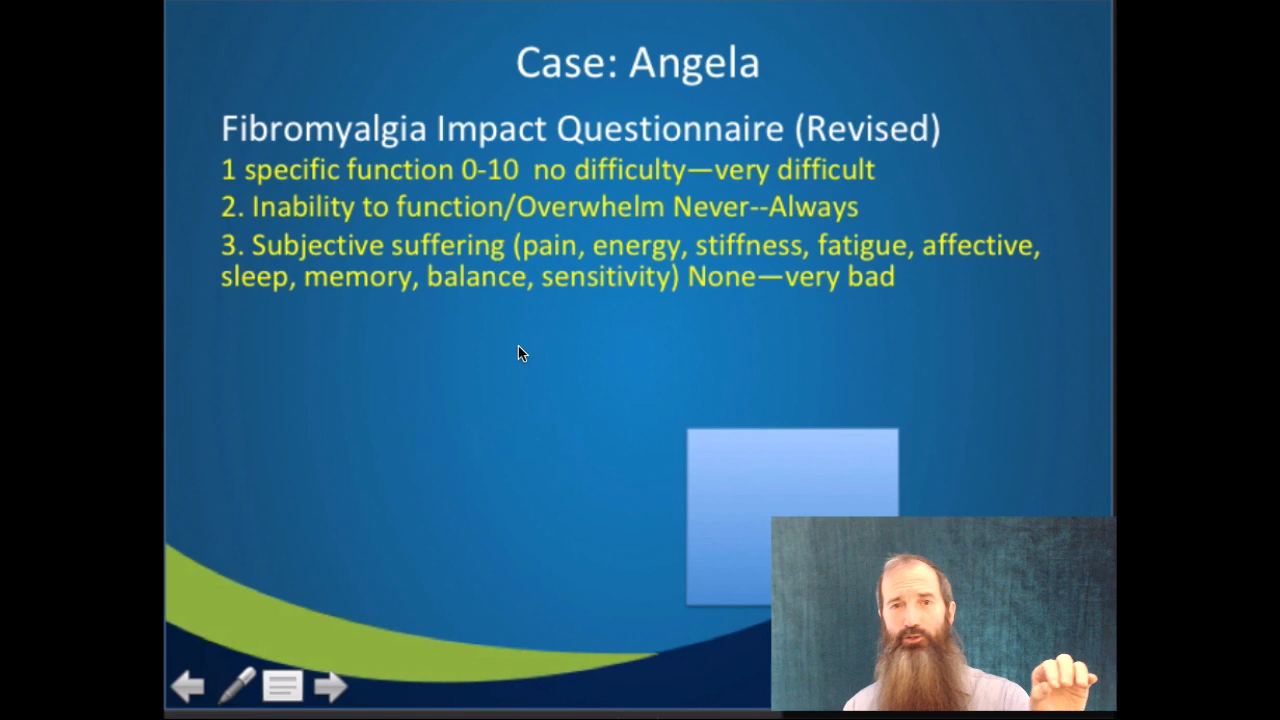 Case: Angela
Fibromyalgia Impact Questionnaire (Revised)
1 specific function 0-10  no difficulty—very difficult
2. Inability to function/Overwhelm Never--Always
3. Subjective suffering (pain, energy, stiffness, fatigue, affective,
sleep, memory, balance, sensitivity) None—very bad